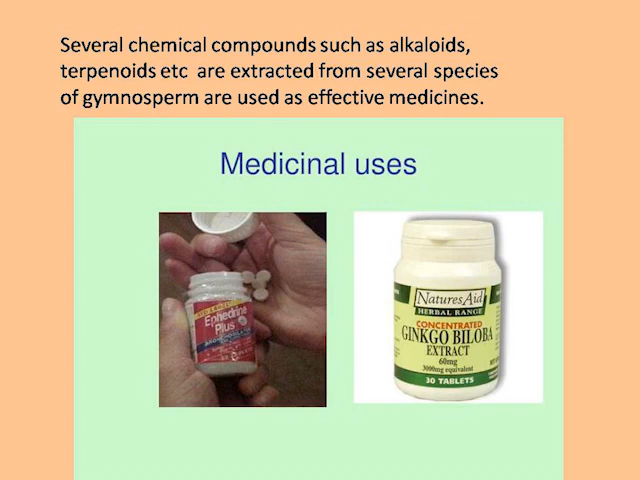 Several chemical compounds such as alkaloids,
terpenoids etc are extracted from several species
of gymnosperm are used as effective medicines.
Medicinal uses
Ephedrine
Plus
NaturesAid
HERBAL RANGE
CONCENTRATED
GINKGO BILOBA
EXTRACT
60mg
3000mg equivalent
30 TABLETS